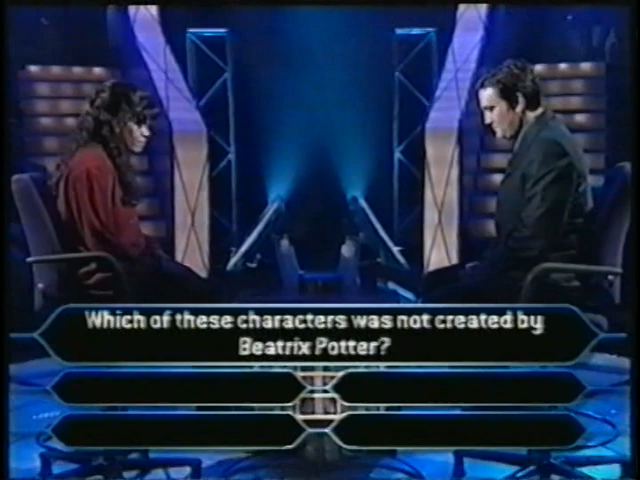 Which of these characters was not created by
Beatrix Potter?